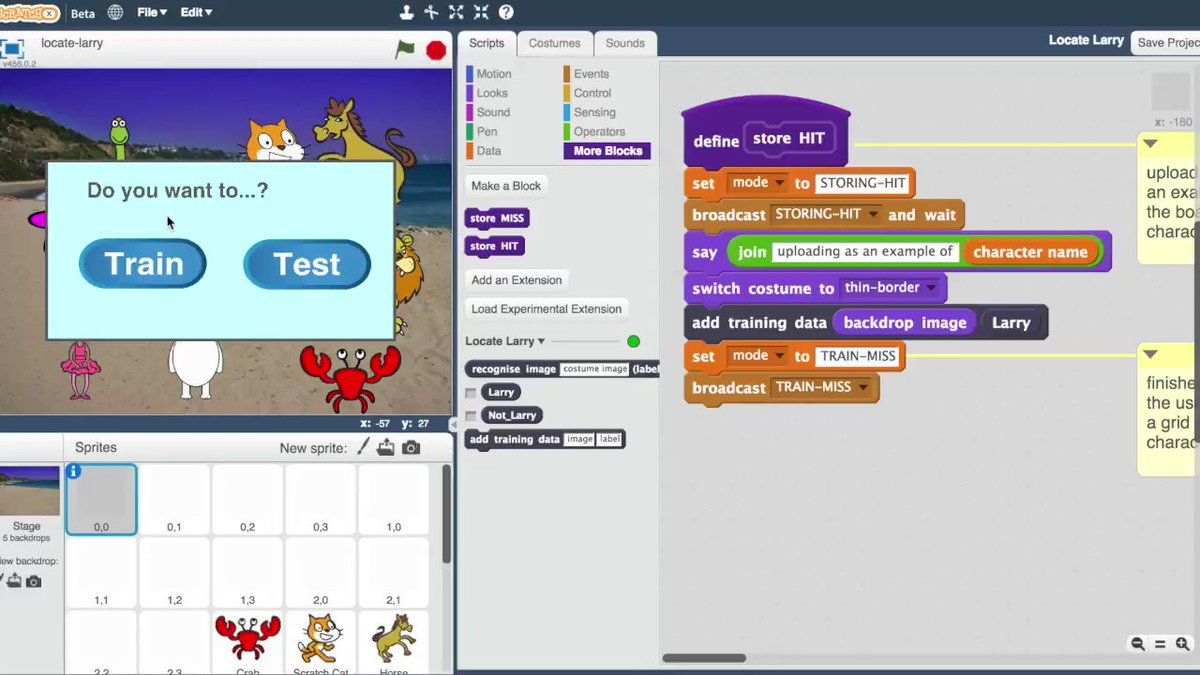 SCRATCH
Beta
File▾
Edit▾
locate-larry
v456.0.2
Do you want to...?
Train
Test
x: -57 y: 27
Sprites
New sprite:
Stage
5 backdrops
ew backdrop:
0,0
0,1
0,2
0,3
1,0
1,1
1,2
1,3
2,0
2,1
2,2
2,3
Crab
Scratch Cat
Horse
Scripts
Costumes
Sounds
Motion
Looks
Sound
Pen
Data
Events
Control
Sensing
Operators
More Blocks
Make a Block
store MISS
store HIT
Add an Extension
Load Experimental Extension
Locate Larry▾
recognise image costume image (label
Larry
Not_Larry
add training data image label
Locate Larry
Save Projec
x: -180
define store HIT
set mode to STORING-HIT
broadcast STORING-HIT and wait
say join uploading as an example of character name
switch costume to thin-border
add training data backdrop image Larry
set mode to TRAIN-MISS
broadcast TRAIN-MISS
upload
an exa
the boa
charac
finishe
the us
a grid
charac